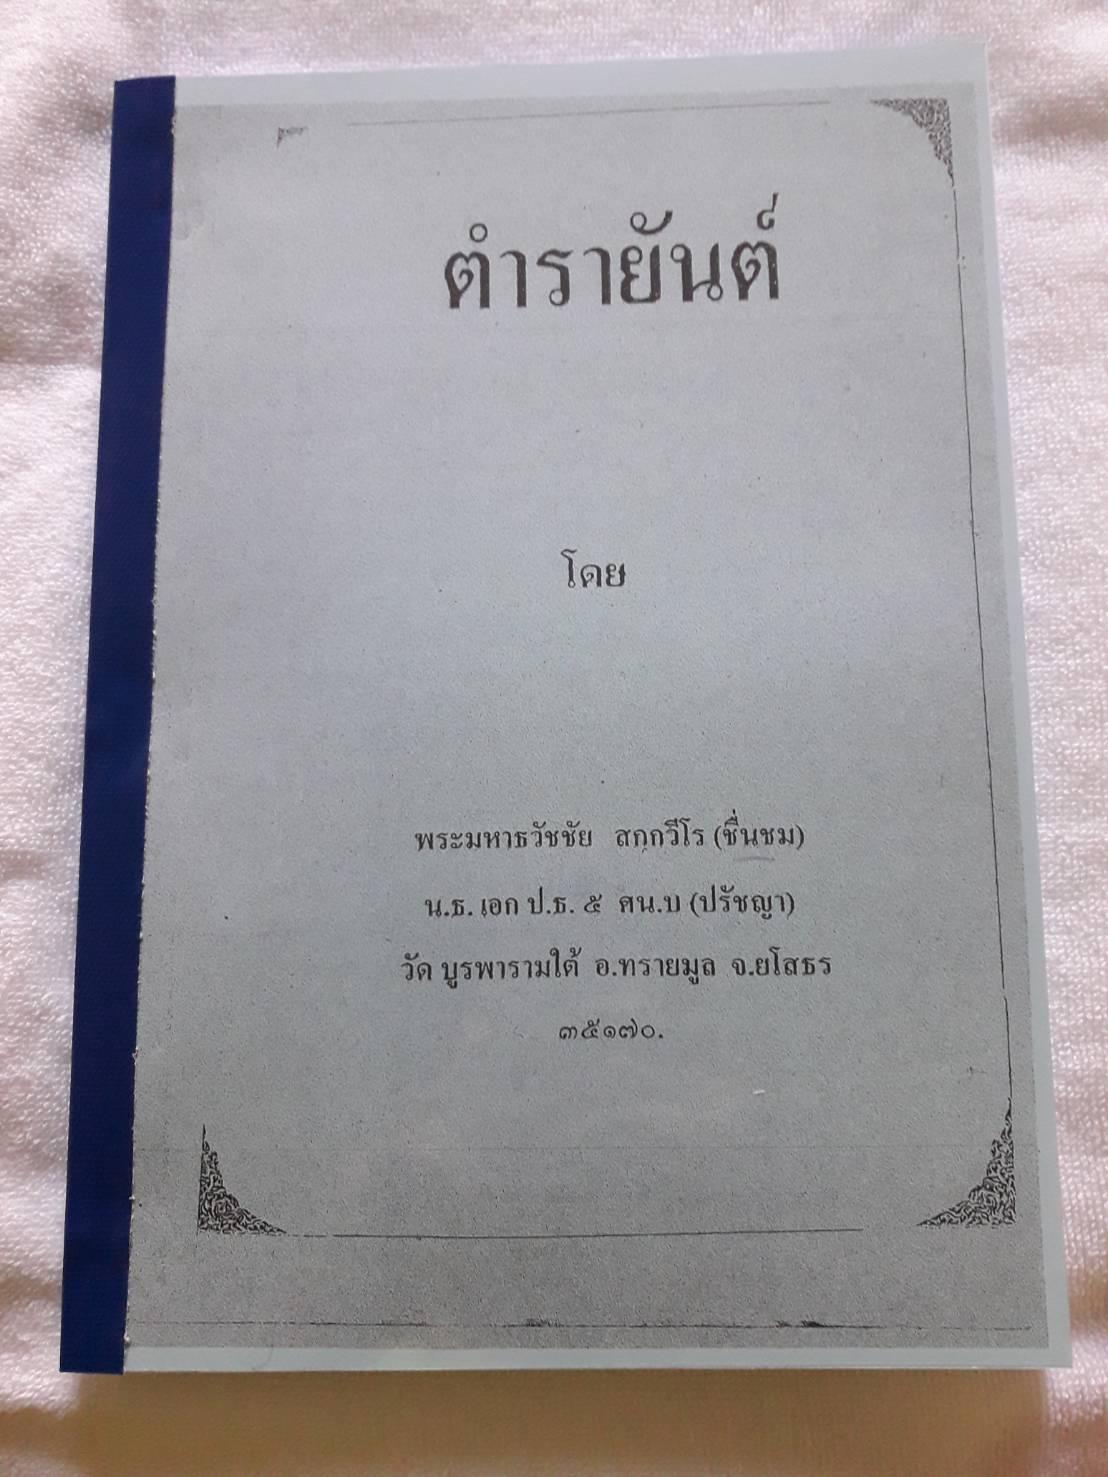 ตำรายันต์
โดย
พระมหาธวัชชัย สกฺกวีโร (ชื่นชม)
น.ธ. เอก ป.ธ. ๕ ศน.บ (ปรัชญา)
วัด บูรพารามใต้ อ.ทรายมูล จ.ยโสธร
๓๕๑๗๐.